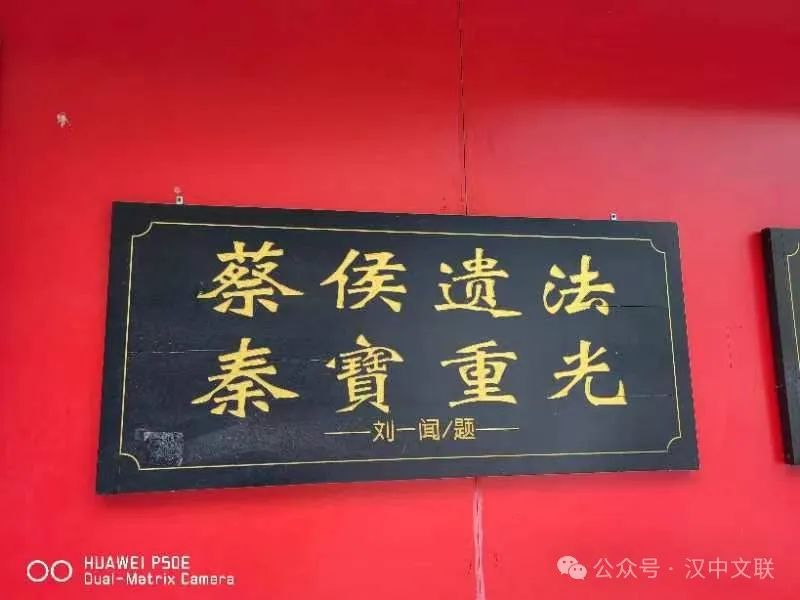 蔡侯遗法
秦寶重光
刘一闻/题
HUAWEI P50E
Dual-Matrix Camera
公众号·汉中文联